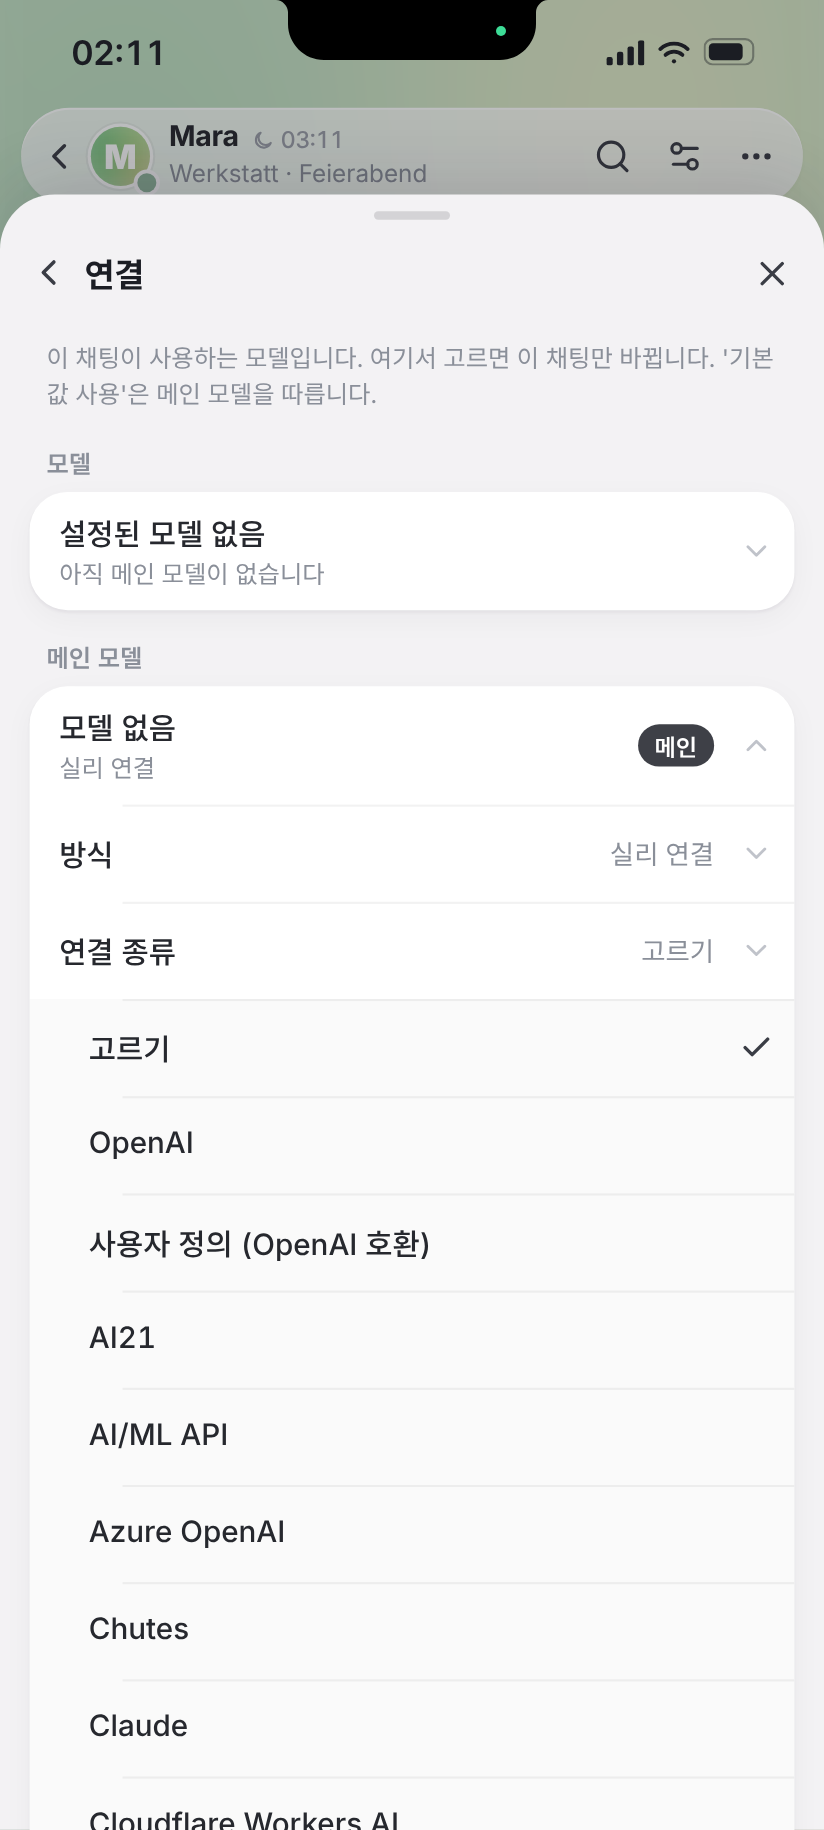 02:11
M
Mara 03:11
Werkstatt · Feierabend
연결
이 채팅이 사용하는 모델입니다. 여기서 고르면 이 채팅만 바뀝니다. '기본
값 사용'은 메인 모델을 따릅니다.
모델
설정된 모델 없음
아직 메인 모델이 없습니다
메인 모델
모델 없음
메인
실리 연결
방식 실리 연결
연결 종류 고르기
고르기
OpenAI
사용자 정의 (OpenAI 호환)
AI21
AI/ML API
Azure OpenAI
Chutes
Claude
Cloudflare Workers AI